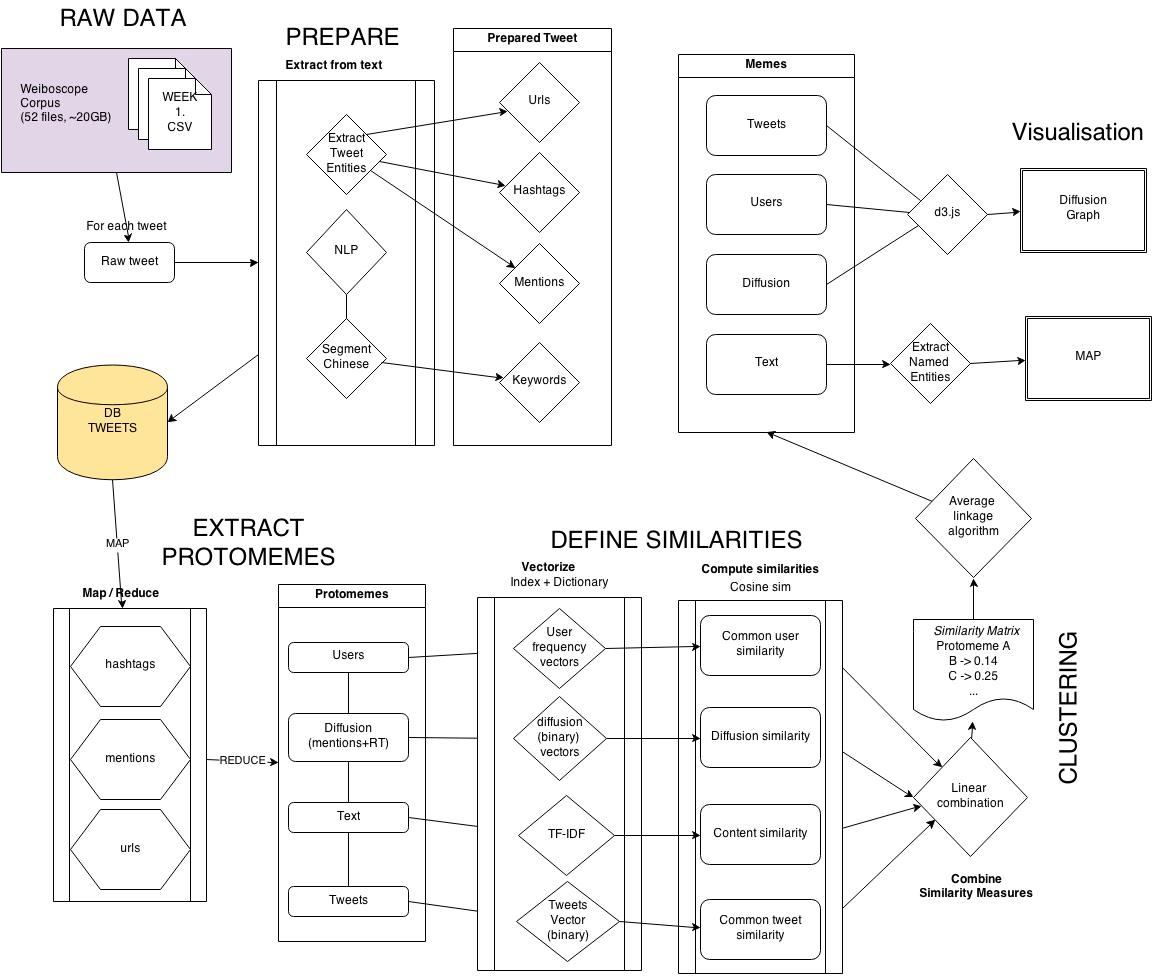 RAW DATA
Weiboscope
Corpus
(52 files, ~20GB)
WEEK
1.
CSV
For each tweet
Raw tweet
PREPARE
Extract from text
Extract
Tweet
Entities
NLP
Segment
Chinese
Prepared Tweet
Urls
Hashtags
Mentions
Keywords
DB
TWEETS
MAP
EXTRACT
PROTOMEMES
Map / Reduce
hashtags
mentions
urls
REDUCE
Protomemes
Users
Diffusion
(mentions+RT)
Text
Tweets
DEFINE SIMILARITIES
Vectorize
Index + Dictionary
User
frequency
vectors
diffusion
(binary)
vectors
TF-IDF
Tweets
Vector
(binary)
Compute similarities
Cosine sim
Common user
similarity
Diffusion similarity
Content similarity
Common tweet
similarity
Linear
combination
Combine
Similarity Measures
CLUSTERING
Similarity Matrix
Protomeme A
B -> 0.14
C -> 0.25
...
Average
linkage
algorithm
Memes
Tweets
Users
Diffusion
Text
d3.js
Extract
Named
Entities
Visualisation
Diffusion
Graph
MAP